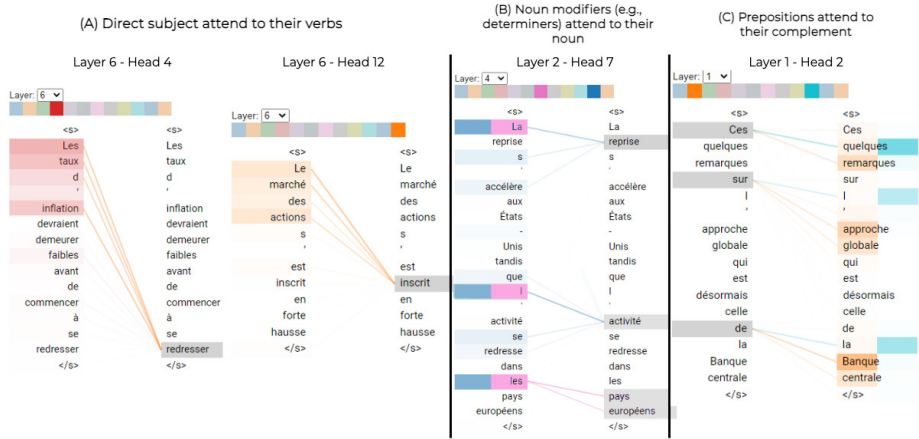 (A) Direct subject attend to their verbs
Layer 6 - Head 4
Layer: 6
<s> <s>
Les Les
taux taux
d d
' '
inflation inflation
devraient devraient
demeurer demeurer
faibles faibles
avant avant
de de
commencer commencer
à à
se se
redresser redresser
</s> </s>
Layer 6 - Head 12
Layer: 6
<s> <s>
Le Le
marché marché
des des
actions actions
s s
' '
est est
inscrit inscrit
en en
forte forte
hausse hausse
</s> </s>
(B) Noun modifiers (e.g.,
determiners) attend to their
noun
Layer 2 - Head 7
Layer: 4
<s> <s>
La La
reprise reprise
s s
' '
accélère accélère
aux aux
États États
- -
Unis Unis
tandis tandis
que que
l l
' '
activité activité
se se
redresse redresse
dans dans
les les
pays pays
européens européens
</s> </s>
(C) Prepositions attend to
their complement
Layer 1 - Head 2
Layer: 1
<s> <s>
Ces Ces
quelques quelques
remarques remarques
sur sur
l l
' '
approche approche
globale globale
qui qui
est est
désormais désormais
celle celle
de de
la la
Banque Banque
centrale centrale
</s> </s>